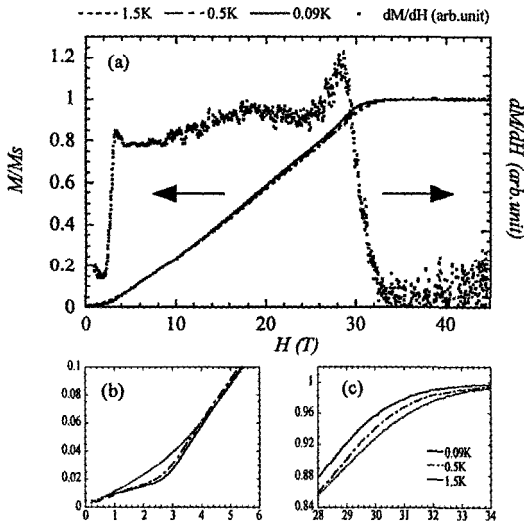 1.5K 0.5K 0.09K dM/dH (arb.unit)
1.2
1
0.8
0.6
0.4
0.2
0
M/Ms
(a)
dM/dH (arb.unit)
0 10 20 30 40
H (T)
0.1
0.08
0.06
0.04
0.02
0
(b)
0 1 2 3 4 5 6
1
0.96
0.92
0.88
0.84
(c)
0.09K
0.5K
1.5K
28 29 30 31 32 33 34